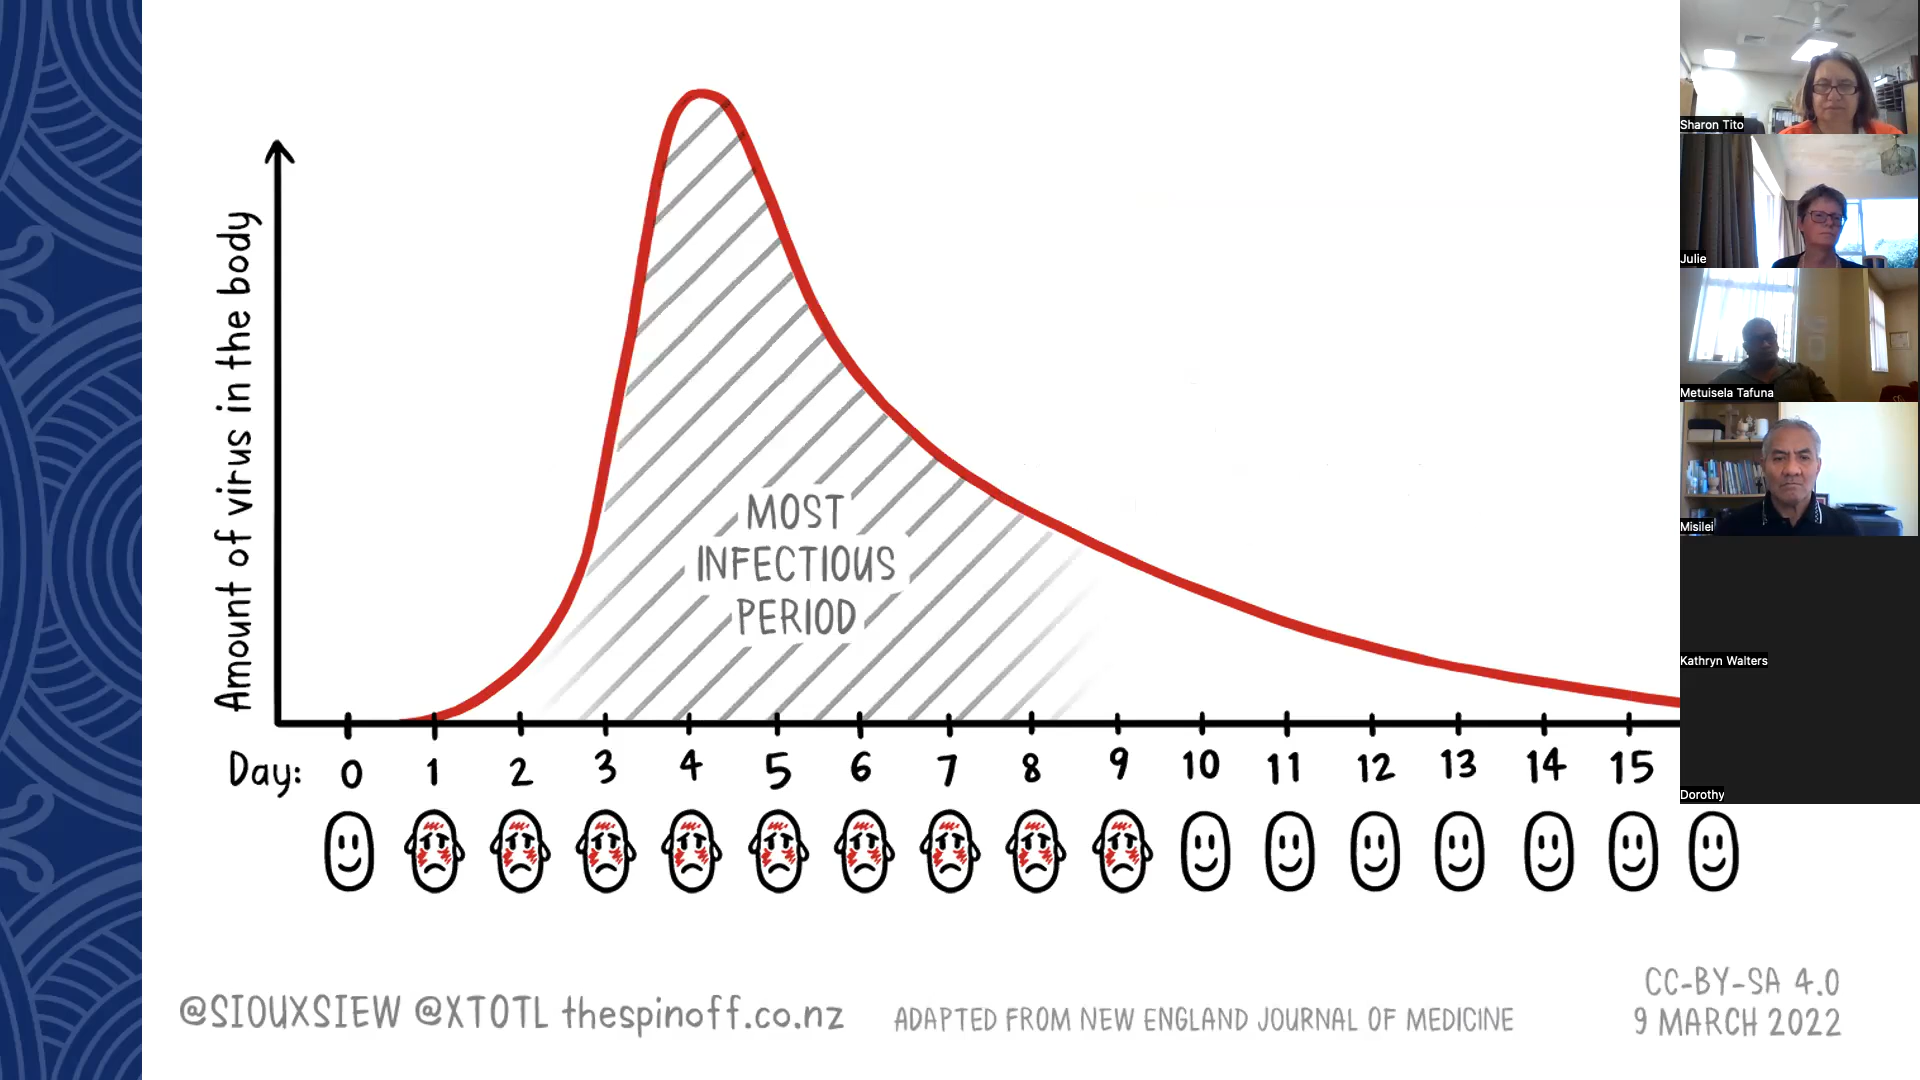 Amount of virus in the body
MOST
INFECTIOUS
PERIOD
Day: 0 1 2 3 4 5 6 7 8 9 10 11 12 13 14 15
@SIOUXSIEW @XTOTL thespinoff.co.nz
ADAPTED FROM NEW ENGLAND JOURNAL OF MEDICINE
CC-BY-SA 4.0
9 MARCH 2022
Sharon Tito
Julie
Metuisela Tafuna
Misilei
Kathryn Walters
Dorothy